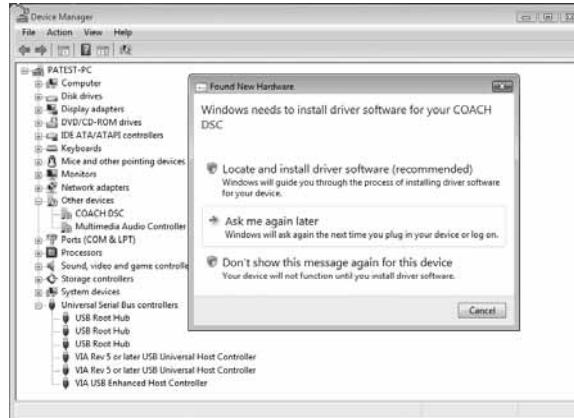 Device Manager
File Action View Help
PATEST-PC
Computer
Disk drives
Display adapters
DVD/CD-ROM drives
IDE ATA/ATAPI controllers
Keyboards
Mice and other pointing devices
Monitors
Network adapters
Other devices
COACH DSC
Multimedia Audio Controller
Ports (COM & LPT)
Processors
Sound, video and game controlle
Storage controllers
System devices
Universal Serial Bus controllers
USB Root Hub
USB Root Hub
USB Root Hub
VIA Rev 5 or later USB Universal Host Controller
VIA Rev 5 or later USB Universal Host Controller
VIA USB Enhanced Host Controller
Found New Hardware
Windows needs to install driver software for your COACH
DSC
Locate and install driver software (recommended)
Windows will guide you through the process of installing driver software
for your device.
Ask me again later
Windows will ask again the next time you plug in your device or log on.
Don't show this message again for this device
Your device will not function until you install driver software.
Cancel